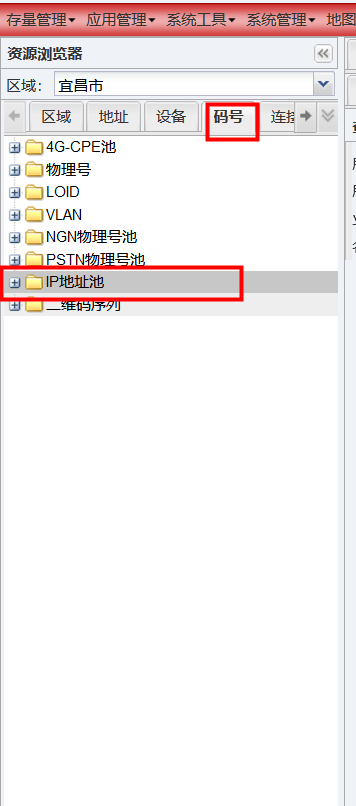 存量管理 应用管理 系统工具 系统管理 地图
资源浏览器
区域: 宜昌市
区域 地址 设备 码号 连接
4G-CPE池
物理号
LOID
VLAN
NGN物理号池
PSTN物理号池
IP地址池
二维码序列